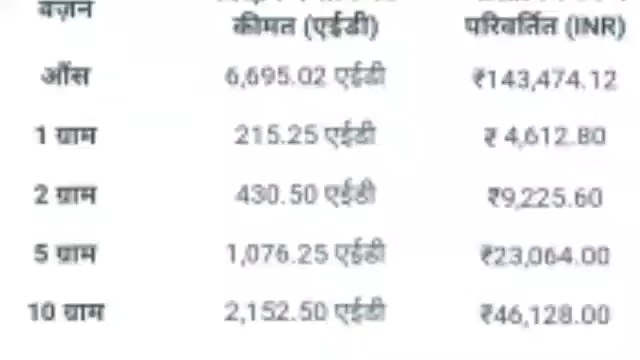 वज़न
कीमत (एईडी)
परिवर्तित (INR)
औंस 6,695.02 एईडी ₹143,474.12
1 ग्राम 215.25 एईडी ₹ 4,612.80
2 ग्राम 430.50 एईडी ₹9,225.60
5 ग्राम 1,076.25 एईडी ₹23,064.00
10 ग्राम 2,152.50 एईडी ₹46,128.00